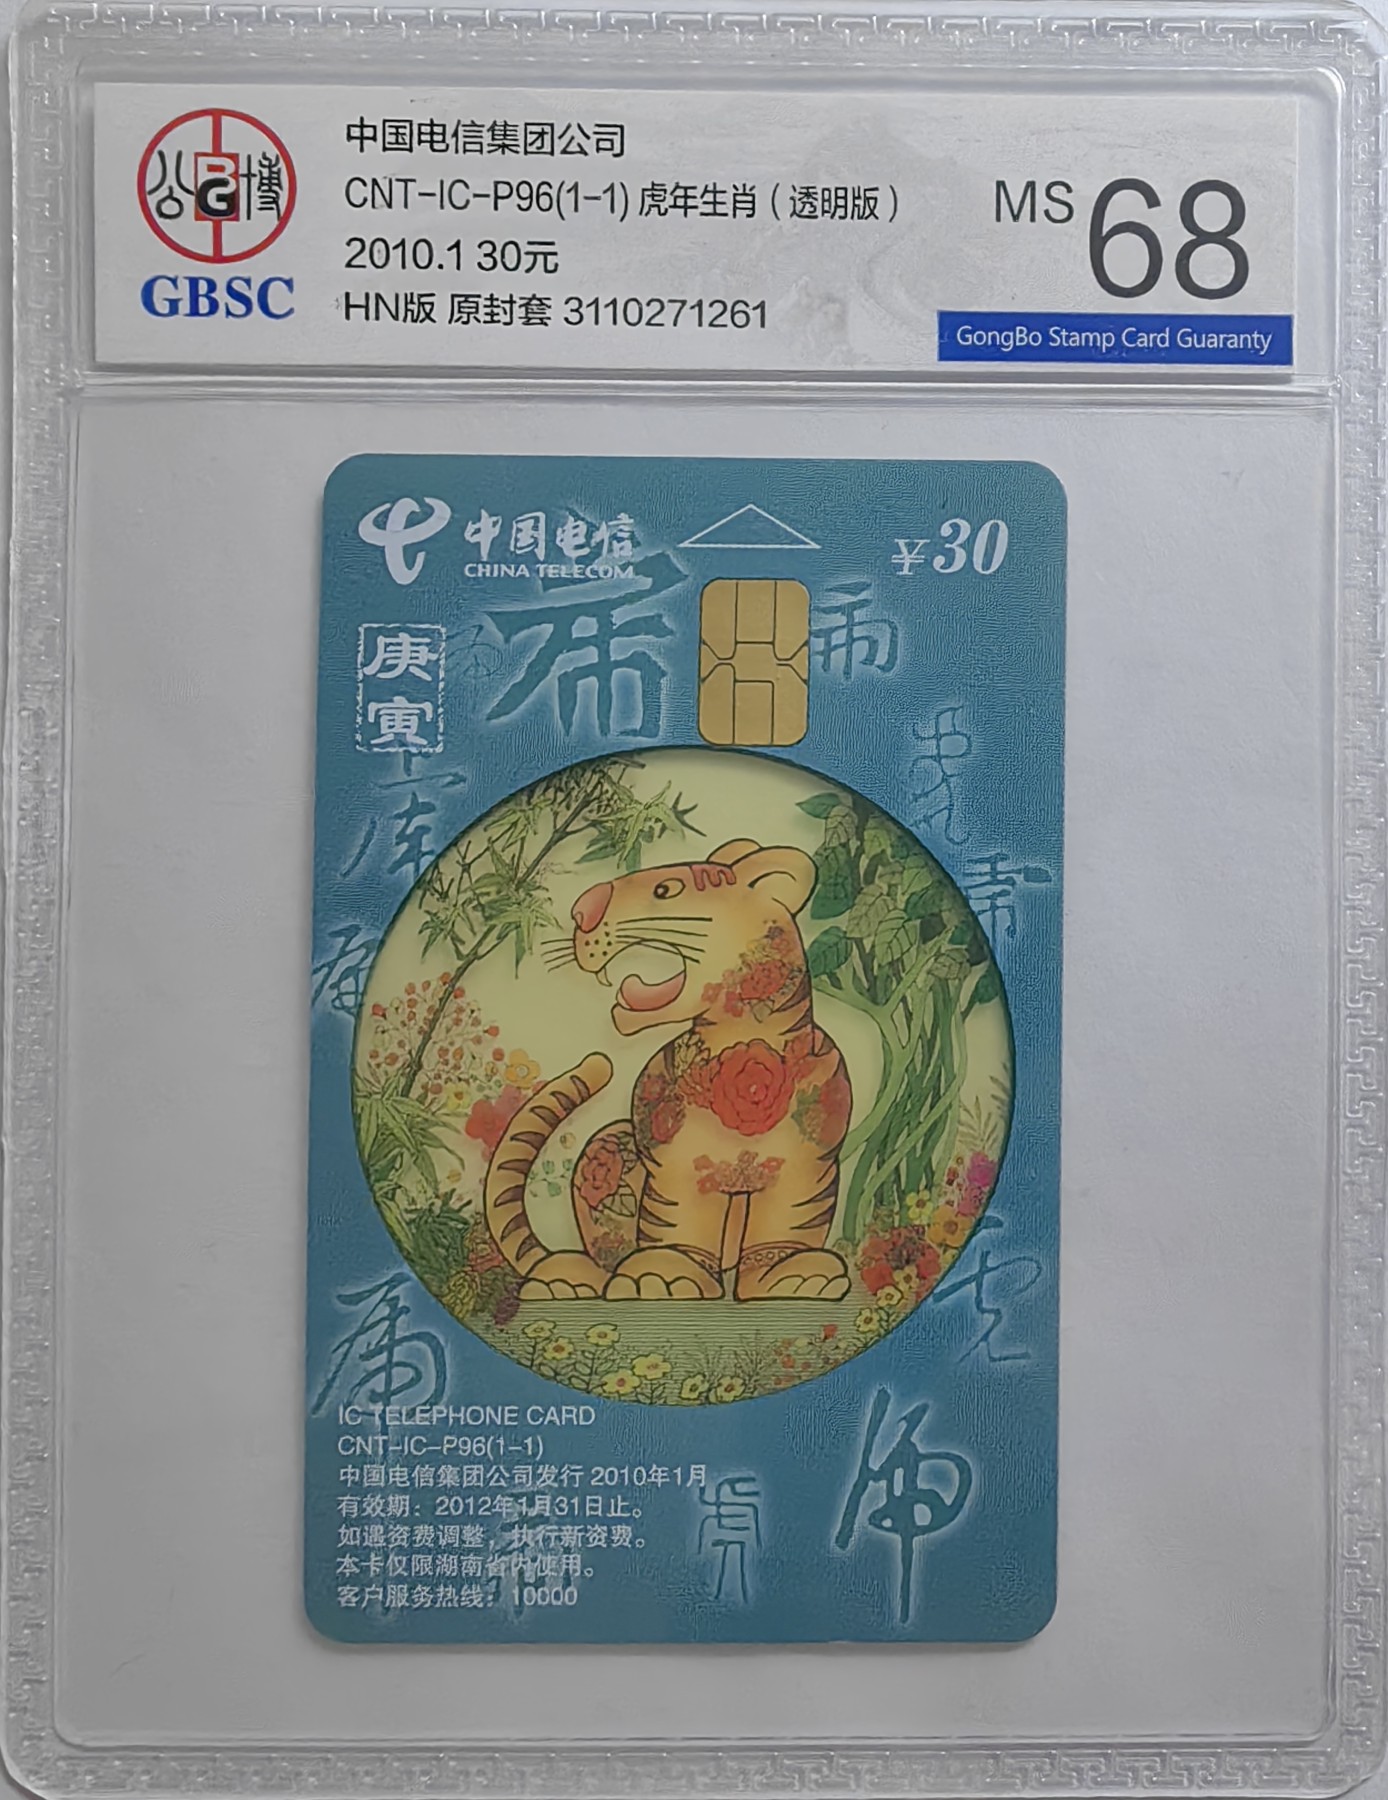 中国电信集团公司
CNT-IC-P96(1-1) 虎年生肖（透明版）
2010.1 30元
HN版 原封套 3110271261
公 BG 博
GBSC
MS 68
GongBo Stamp Card Guaranty
中国电信
CHINA TELECOM
¥30
庚寅
IC TELEPHONE CARD
CNT-IC-P96(1-1)
中国电信集团公司发行 2010年1月
有效期：2012年1月31日止。
如遇资费调整，执行新资费。
本卡仅限湖南省内使用。
客户服务热线：10000